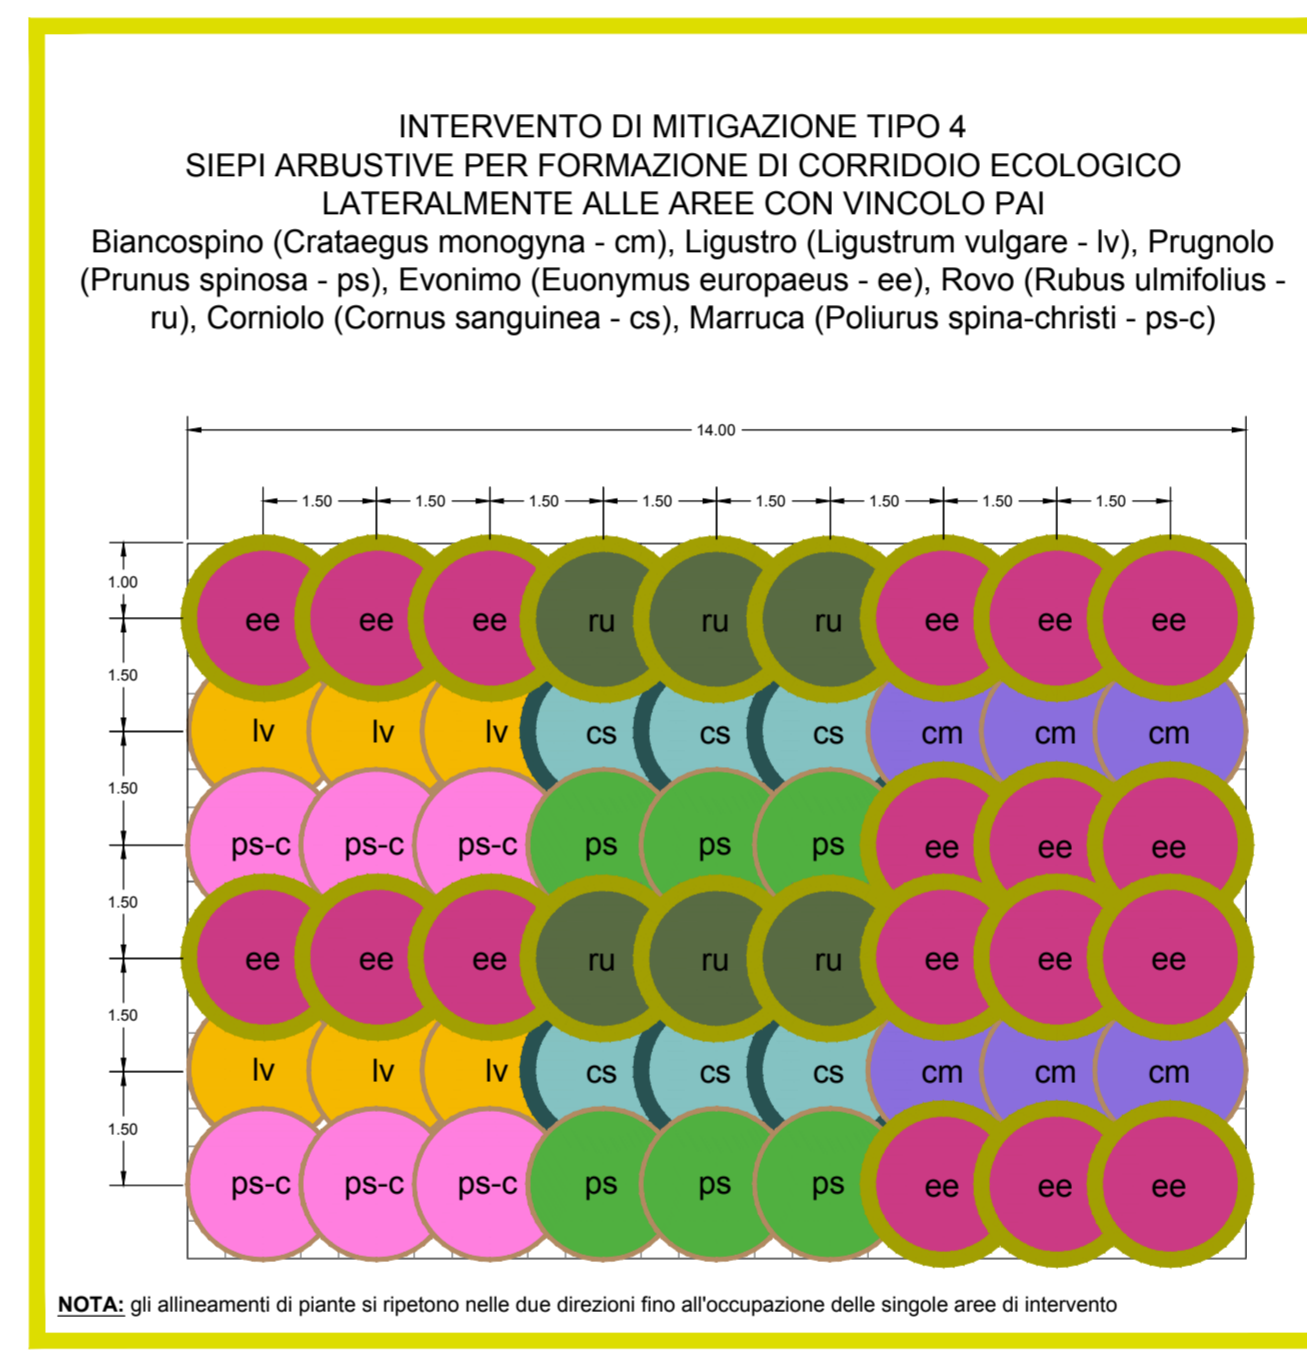 INTERVENTO DI MITIGAZIONE TIPO 4
SIEPI ARBUSTIVE PER FORMAZIONE DI CORRIDOIO ECOLOGICO
LATERALMENTE ALLE AREE CON VINCOLO PAI
Biancospino (Crataegus monogyna - cm), Ligustro (Ligustrum vulgare - lv), Prugnolo
(Prunus spinosa - ps), Evonimo (Euonymus europaeus - ee), Rovo (Rubus ulmifolius -
ru), Corniolo (Cornus sanguinea - cs), Marruca (Poliurus spina-christi - ps-c)
14.00
1.50 1.50 1.50 1.50 1.50 1.50 1.50 1.50
1.00
ee ee ee ru ru ru ee ee ee
1.50
lv lv lv cs cs cs cm cm cm
1.50
ps-c ps-c ps-c ps ps ps ee ee ee
1.50
ee ee ee ru ru ru ee ee ee
1.50
lv lv lv cs cs cs cm cm cm
1.50
ps-c ps-c ps-c ps ps ps ee ee ee
NOTA: gli allineamenti di piante si ripetono nelle due direzioni fino all'occupazione delle singole aree di intervento